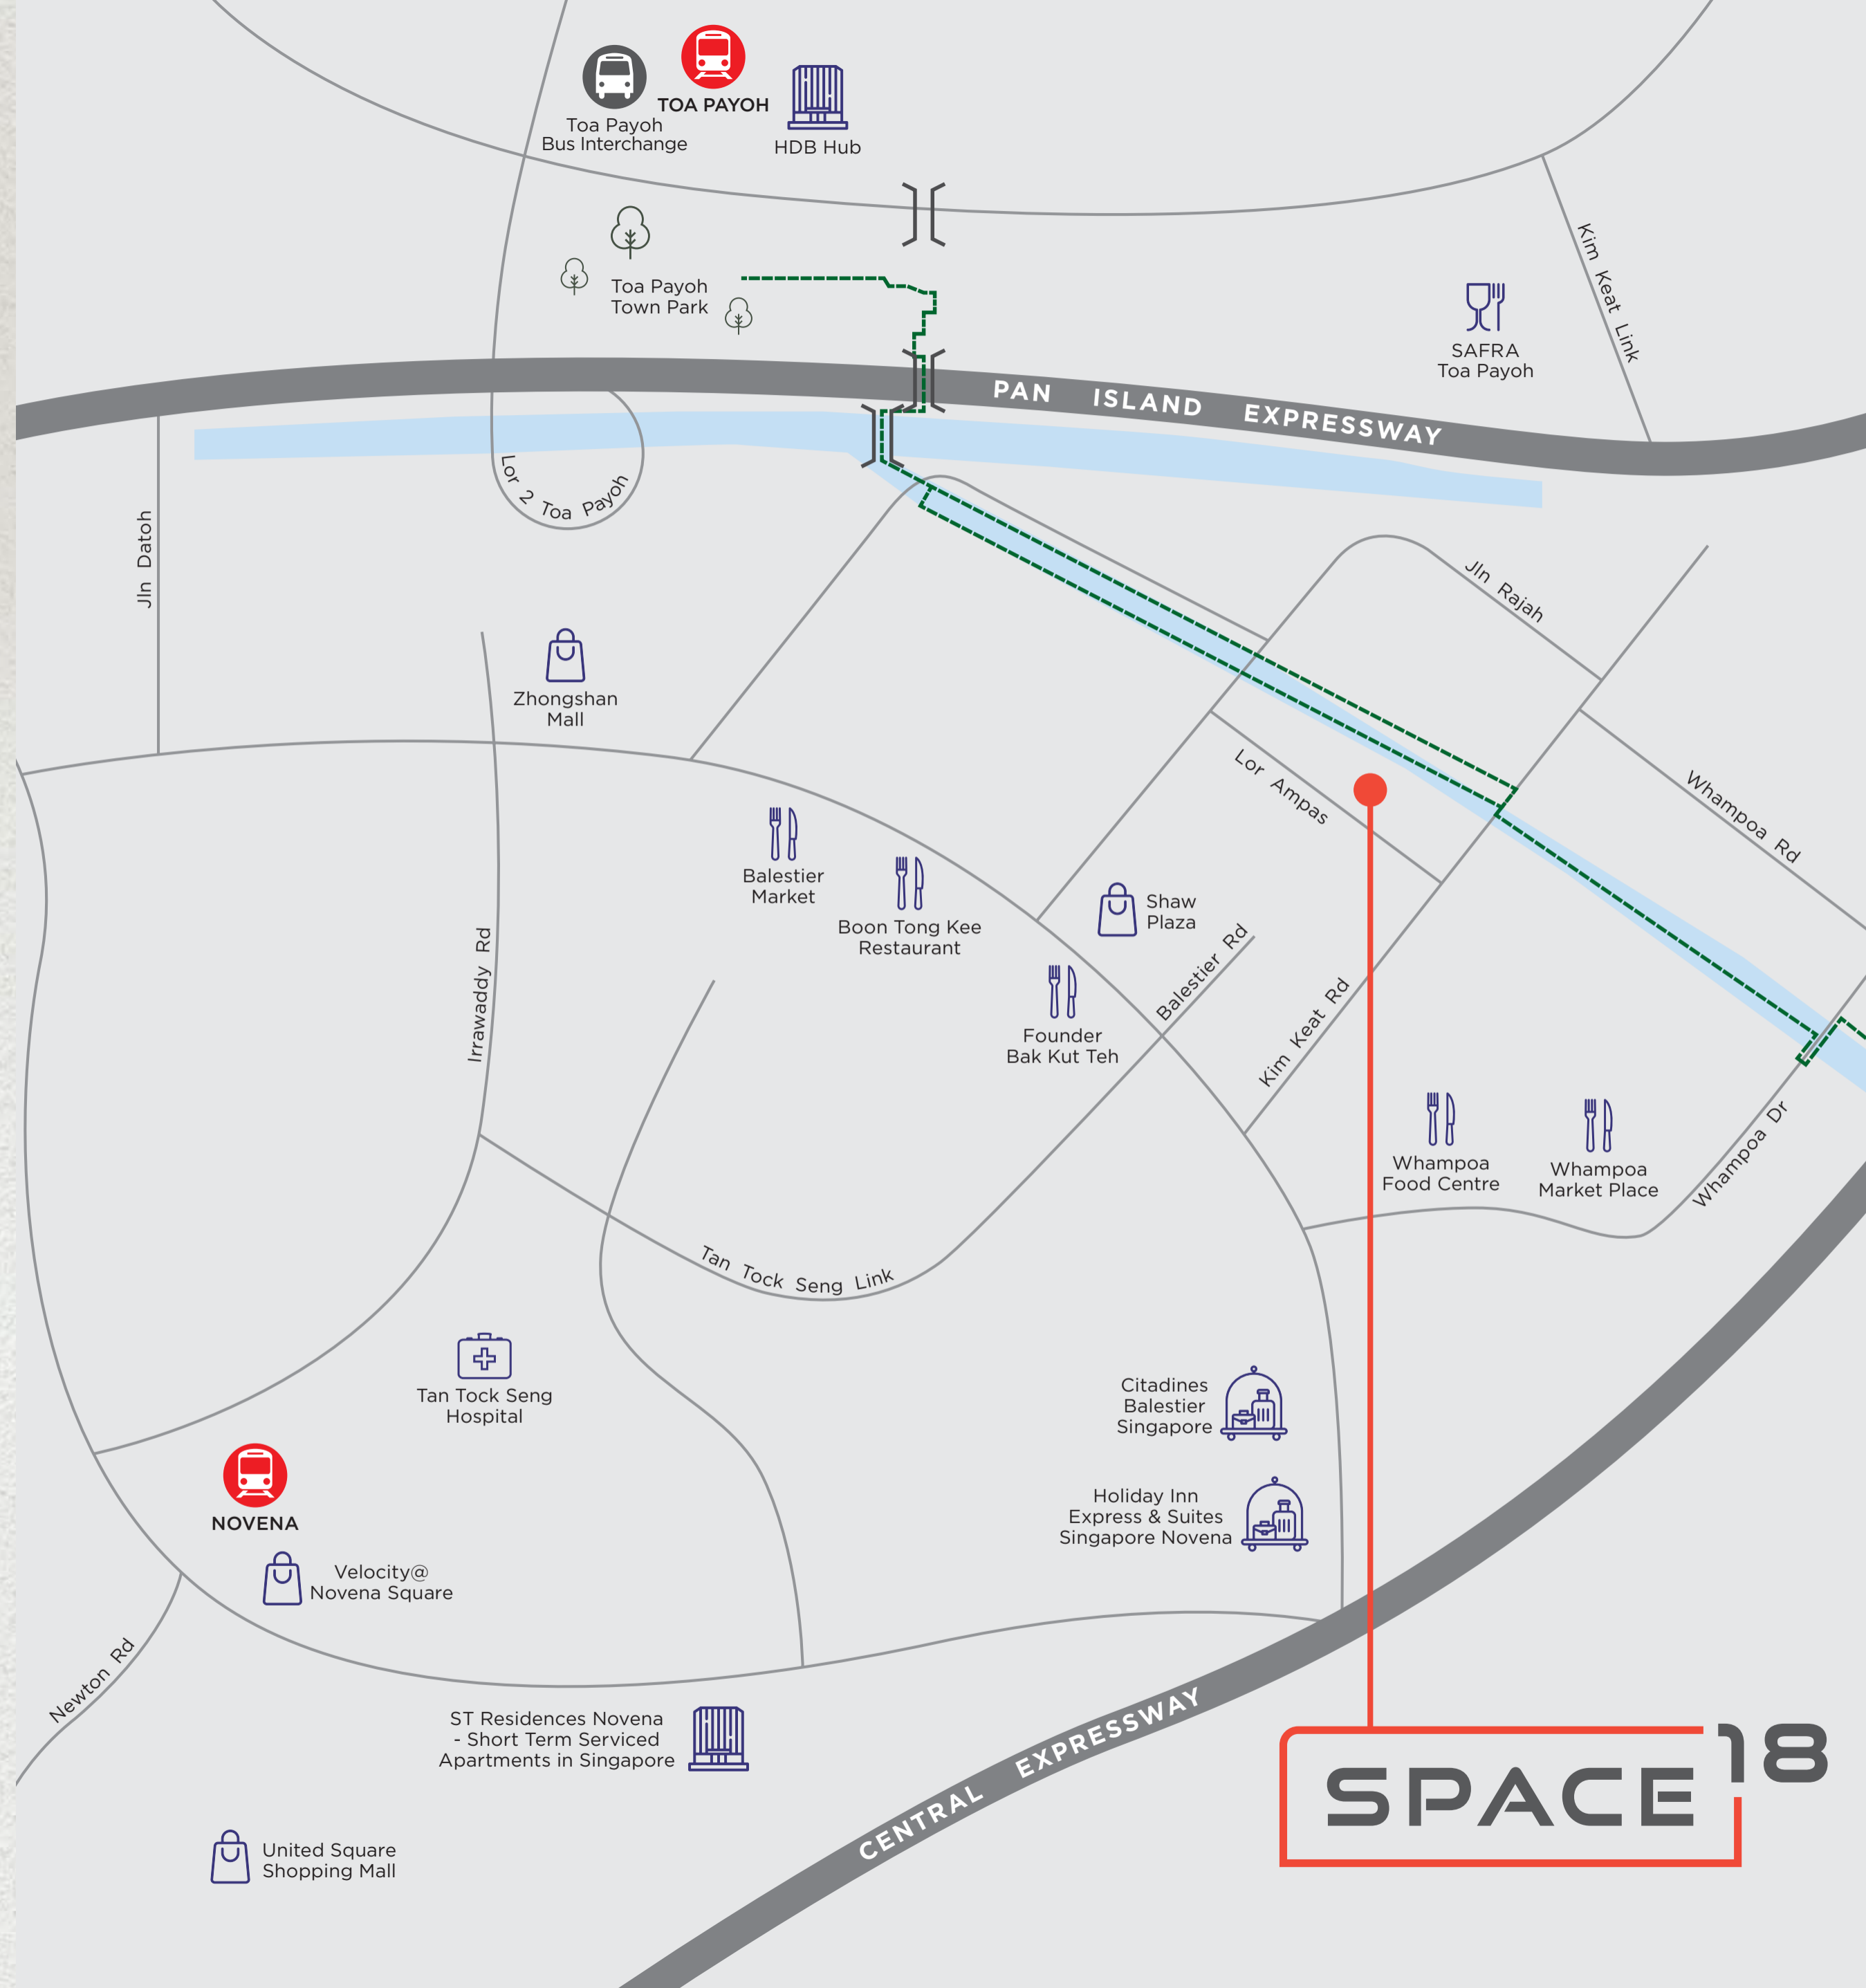 TOA PAYOH
Toa Payoh
Bus Interchange
HDB Hub
Toa Payoh
Town Park
Kim Keat Link
SAFRA
Toa Payoh
PAN ISLAND EXPRESSWAY
Lor 2 Toa Payoh
Jln Datoh
Jln Rajah
Zhongshan
Mall
Lor Ampas
Whampoa Rd
Balestier
Market
Boon Tong Kee
Restaurant
Shaw
Plaza
Balestier Rd
Irrawaddy Rd
Founder
Bak Kut Teh
Kim Keat Rd
Whampoa
Food Centre
Whampoa
Market Place
Whampoa Dr
Tan Tock Seng Link
Tan Tock Seng
Hospital
Citadines
Balestier
Singapore
NOVENA
Holiday Inn
Express & Suites
Singapore Novena
Velocity@
Novena Square
Newton Rd
ST Residences Novena
- Short Term Serviced
Apartments in Singapore
CENTRAL EXPRESSWAY
SPACE18
United Square
Shopping Mall